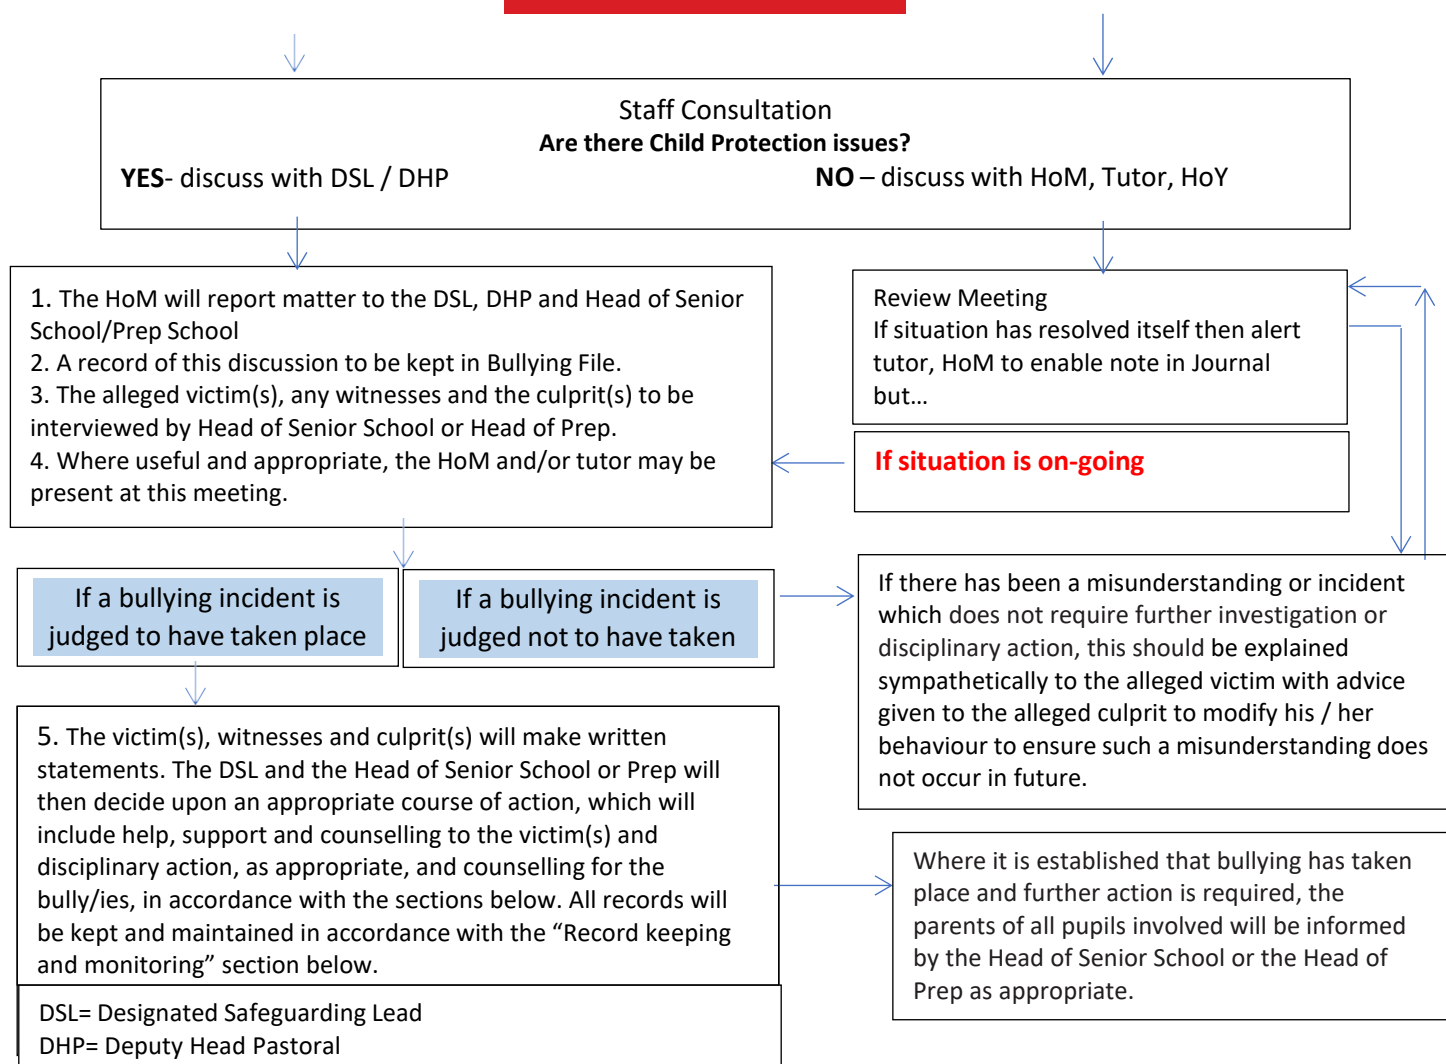 Staff Consultation
Are there Child Protection issues?
YES- discuss with DSL / DHP
NO – discuss with HoM, Tutor, HoY
1. The HoM will report matter to the DSL, DHP and Head of Senior
School/Prep School
2. A record of this discussion to be kept in Bullying File.
3. The alleged victim(s), any witnesses and the culprit(s) to be
interviewed by Head of Senior School or Head of Prep.
4. Where useful and appropriate, the HoM and/or tutor may be
present at this meeting.
Review Meeting
If situation has resolved itself then alert
tutor, HoM to enable note in Journal
but…
If situation is on-going
If a bullying incident is
judged to have taken place
If a bullying incident is
judged not to have taken
If there has been a misunderstanding or incident
which does not require further investigation or
disciplinary action, this should be explained
sympathetically to the alleged victim with advice
given to the alleged culprit to modify his / her
behaviour to ensure such a misunderstanding does
not occur in future.
5. The victim(s), witnesses and culprit(s) will make written
statements. The DSL and the Head of Senior School or Prep will
then decide upon an appropriate course of action, which will
include help, support and counselling to the victim(s) and
disciplinary action, as appropriate, and counselling for the
bully/ies, in accordance with the sections below. All records will
be kept and maintained in accordance with the “Record keeping
and monitoring” section below.
Where it is established that bullying has taken
place and further action is required, the
parents of all pupils involved will be informed
by the Head of Senior School or the Head of
Prep as appropriate.
DSL= Designated Safeguarding Lead
DHP= Deputy Head Pastoral